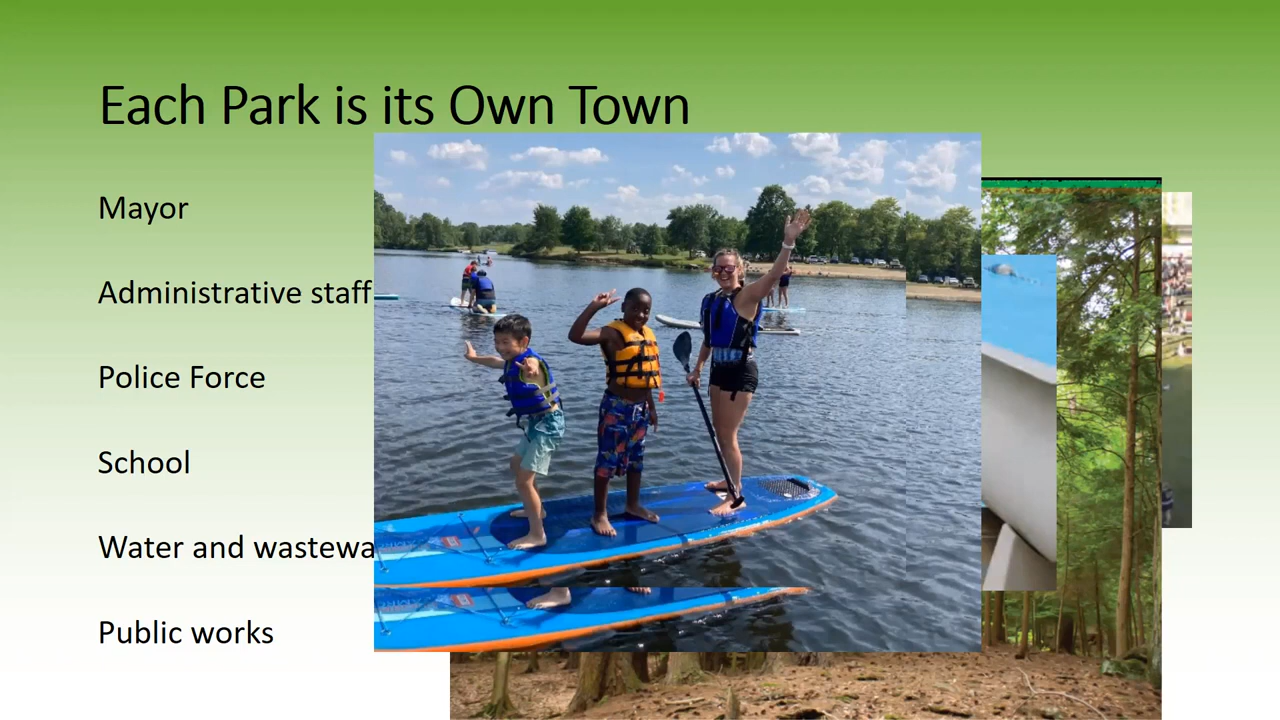 Each Park is its Own Town
Mayor
Administrative staff
Police Force
School
Water and wastewa
Public works